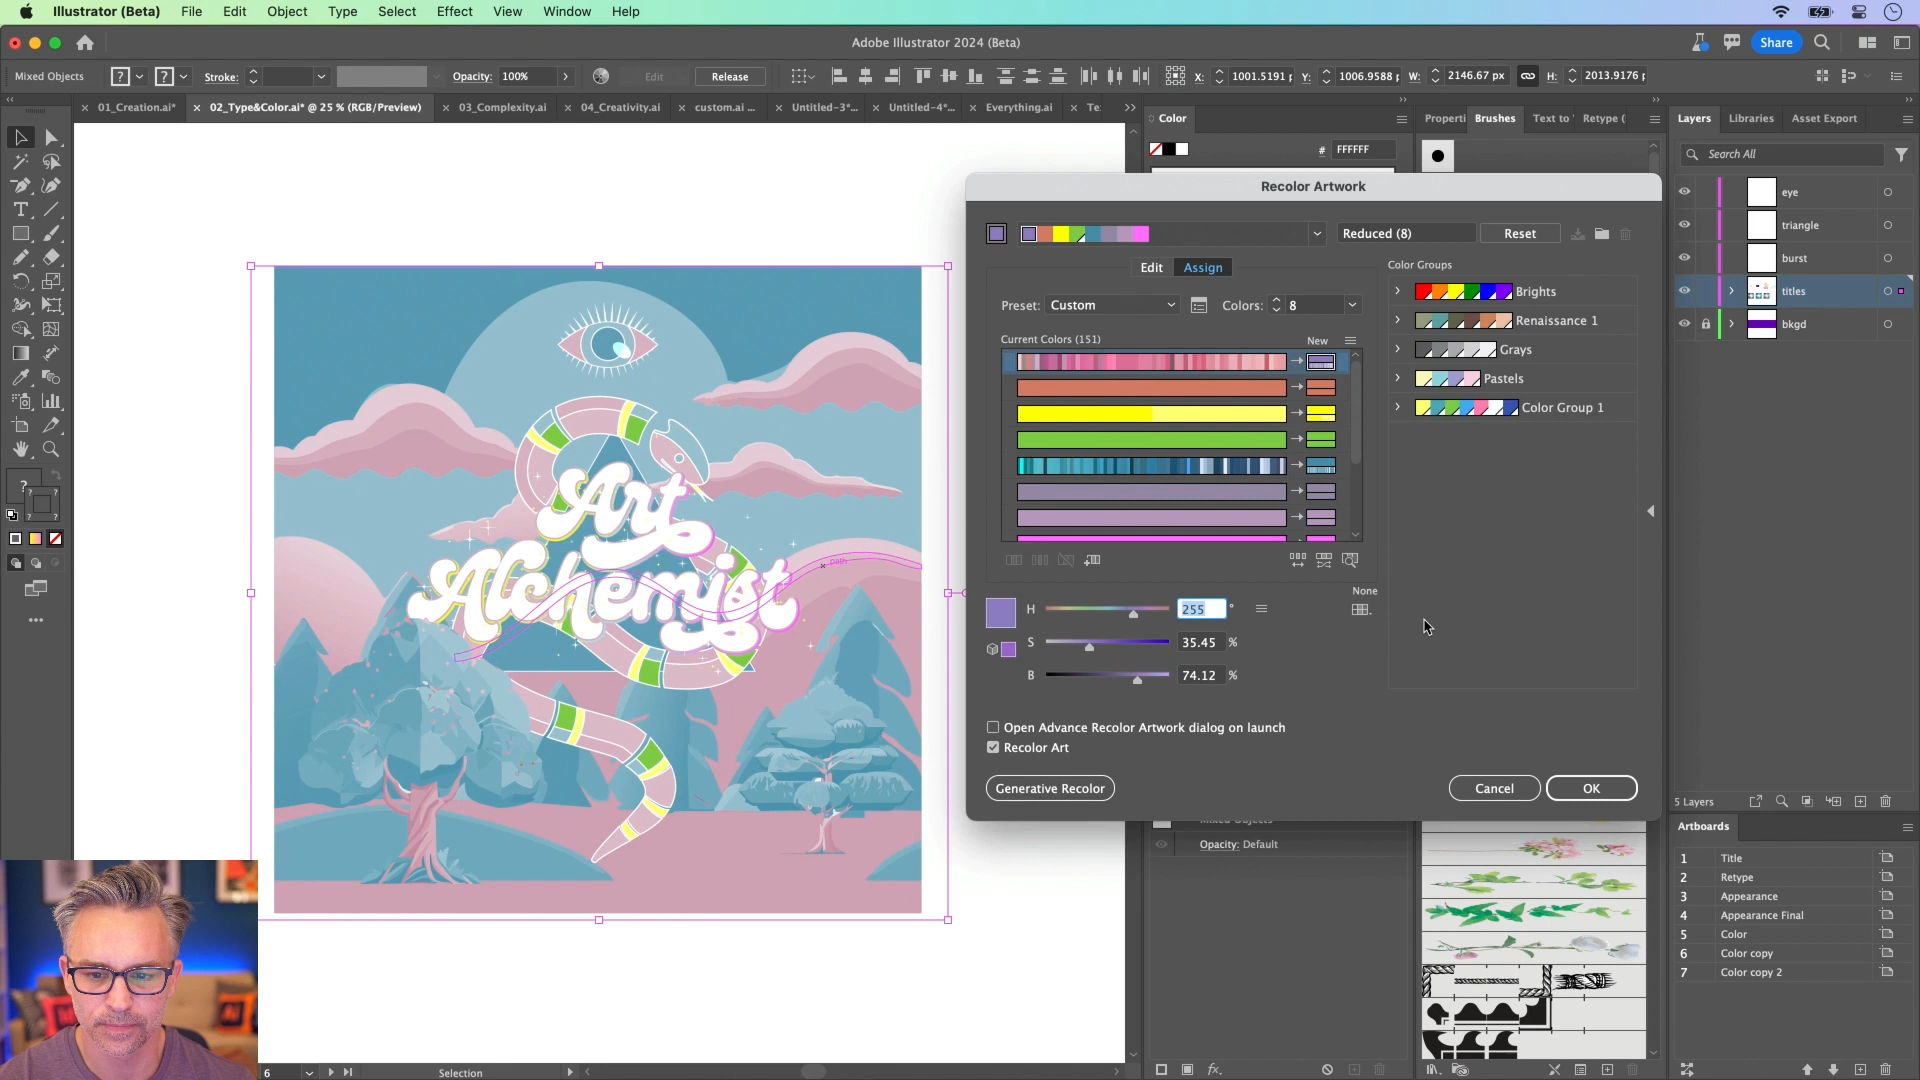 Illustrator (Beta) File Edit Object Type Select Effect View Window Help
Adobe Illustrator 2024 (Beta)
Share
Mixed Objects ? ? Stroke: Opacity: 100% Edit Release X: 1001.5191 Y: 1006.9588 W: 2146.67 px H: 2013.9176
01_Creation.ai* 02_Type&Color.ai* @ 25 % (RGB/Preview) 03_Complexity.ai 04_Creativity.ai custom.ai ... Untitled-3*... Untitled-4*... Everything.ai Te:
Color
# FFFFFF
Properti Brushes Text to Retype (
Layers Libraries Asset Export
Search All
eye
triangle
burst
titles
bkgd
5 Layers
Artboards
1 Title
2 Retype
3 Appearance
4 Appearance Final
5 Color
6 Color copy
7 Color copy 2
Recolor Artwork
Reduced (8) Reset
Edit Assign
Color Groups
Preset: Custom Colors: 8
Brights
Renaissance 1
Grays
Pastels
Color Group 1
Current Colors (151) New
None
H 255 °
S 35.45 %
B 74.12 %
Open Advance Recolor Artwork dialog on launch
Recolor Art
Generative Recolor Cancel OK
Mixed Objects
Opacity: Default
Art
Alchemist
path
?
?
6 Selection
fx